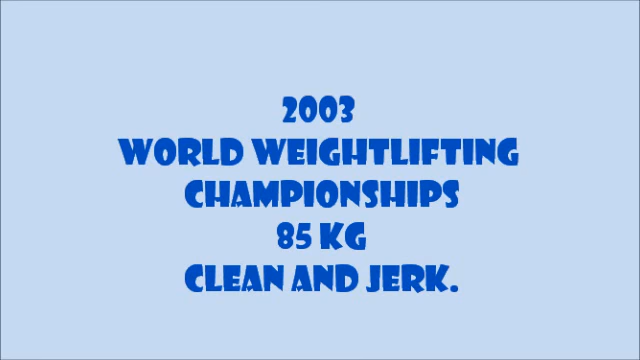 2003
WORLD WEIGHTLIFTING
CHAMPIONSHIPS
85 KG
CLEAN AND JERK.